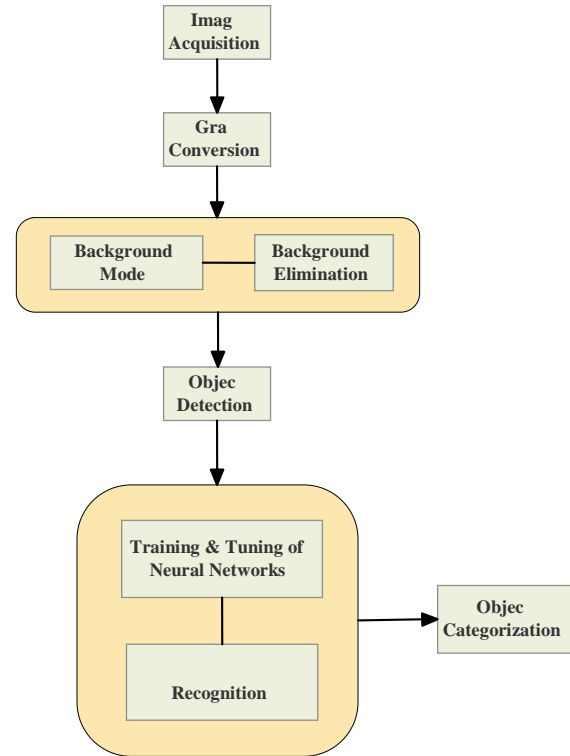 Imag
Acquisition
Gra
Conversion
Background
Mode
Background
Elimination
Objec
Detection
Training & Tuning of
Neural Networks
Recognition
Objec
Categorization